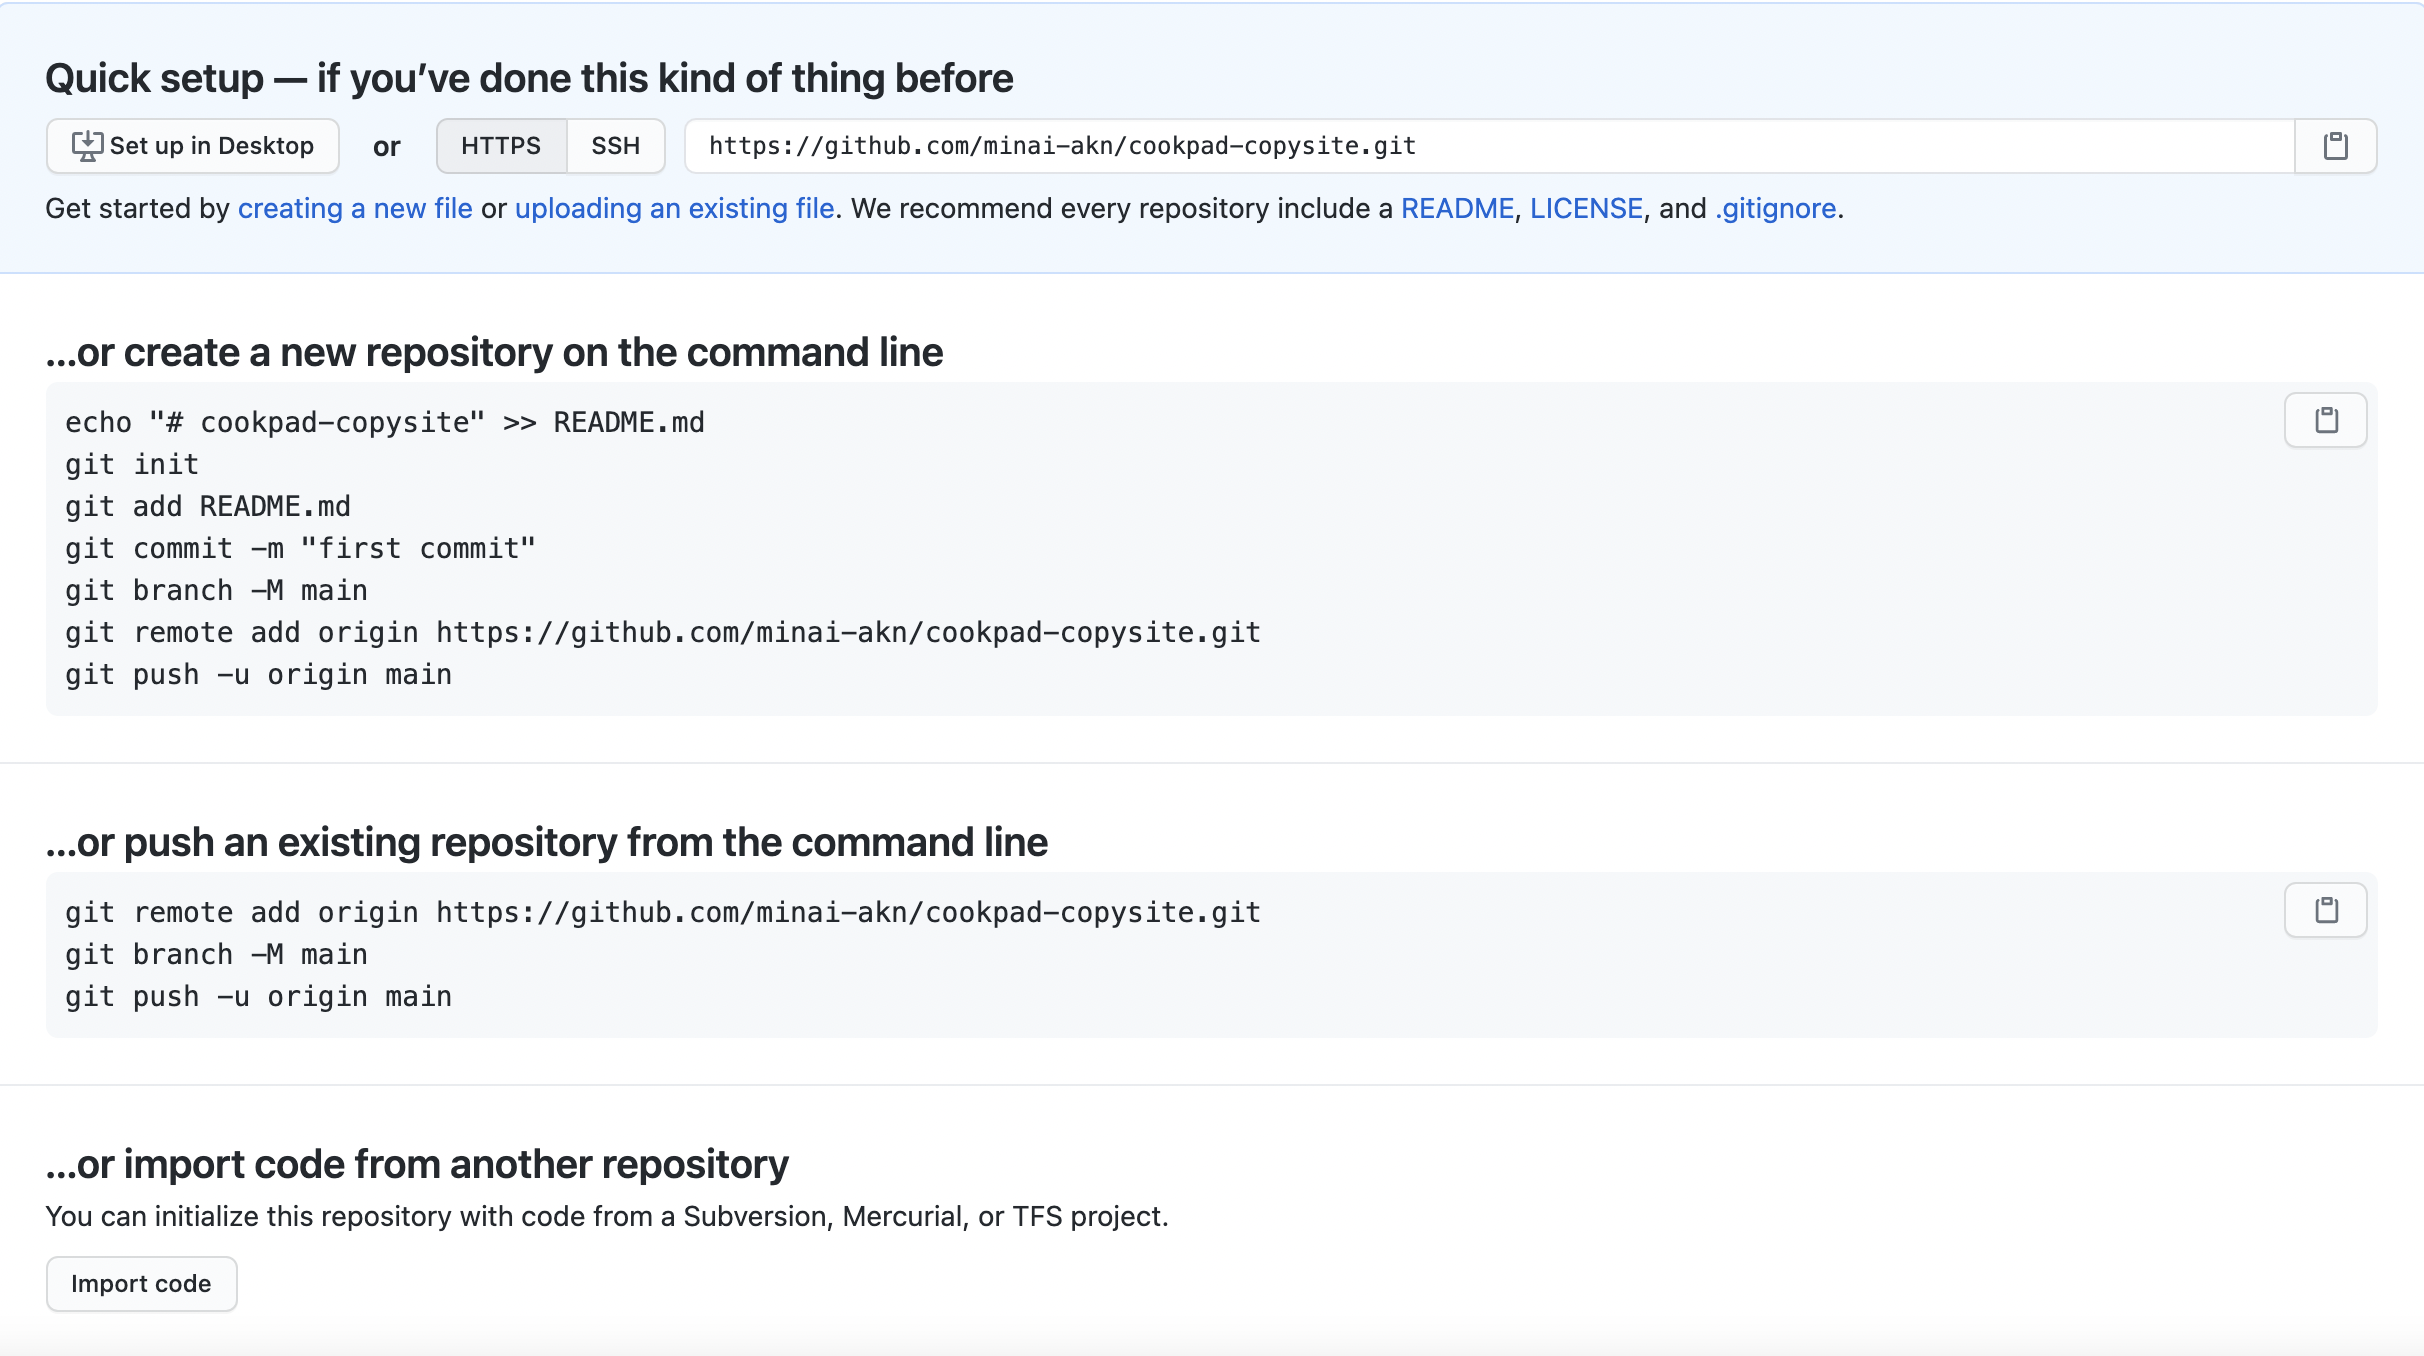 Quick setup — if you’ve done this kind of thing before
Set up in Desktop or HTTPS SSH https://github.com/minai-akn/cookpad-copysite.git
Get started by creating a new file or uploading an existing file. We recommend every repository include a README, LICENSE, and .gitignore.
…or create a new repository on the command line
echo "# cookpad-copysite" >> README.md
git init
git add README.md
git commit -m "first commit"
git branch -M main
git remote add origin https://github.com/minai-akn/cookpad-copysite.git
git push -u origin main
…or push an existing repository from the command line
git remote add origin https://github.com/minai-akn/cookpad-copysite.git
git branch -M main
git push -u origin main
…or import code from another repository
You can initialize this repository with code from a Subversion, Mercurial, or TFS project.
Import code